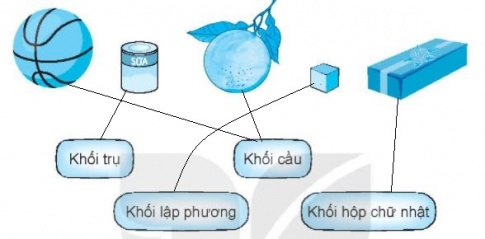 SỮA
Khối trụ
Khối cầu
Khối lập phương
Khối hộp chữ nhật